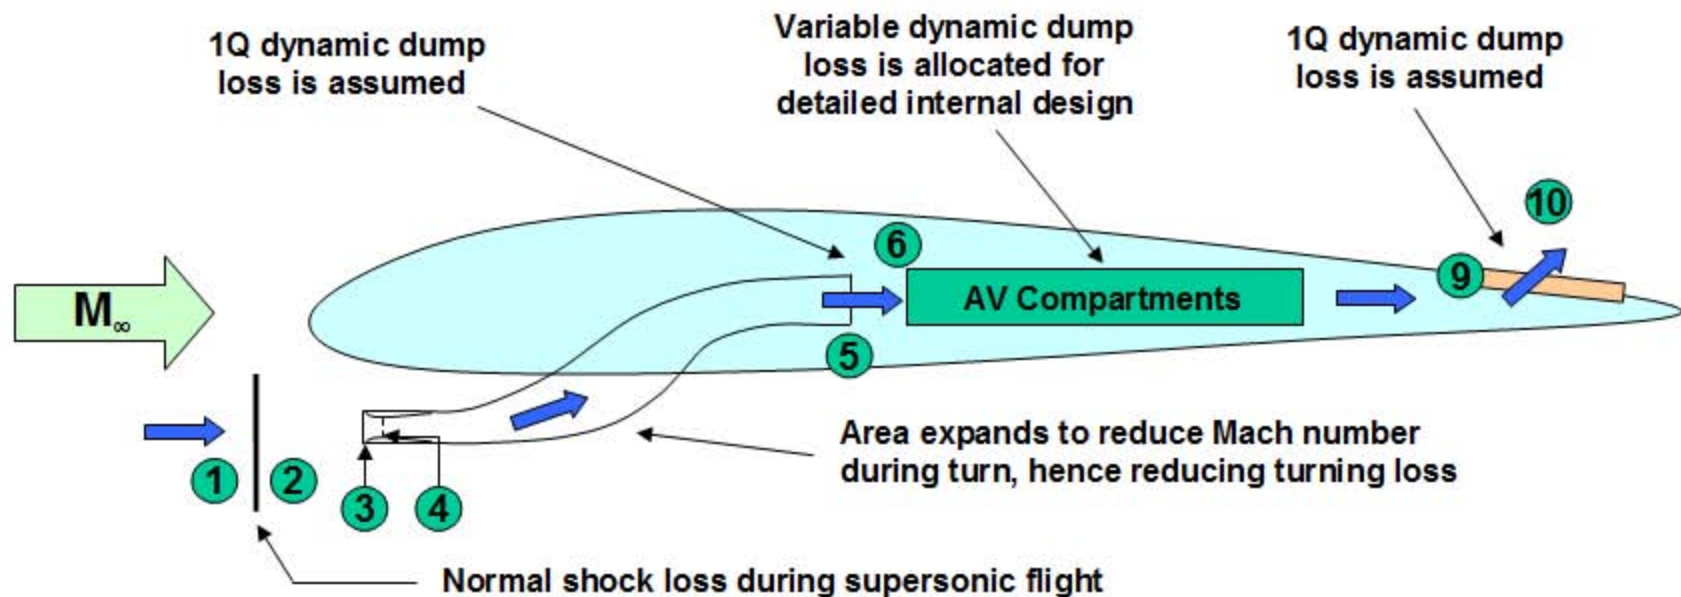 1Q dynamic dump
loss is assumed
Variable dynamic dump
loss is allocated for
detailed internal design
1Q dynamic dump
loss is assumed
10
6
9
AV Compartments
M∞
5
Area expands to reduce Mach number
during turn, hence reducing turning loss
1
2
3
4
Normal shock loss during supersonic flight